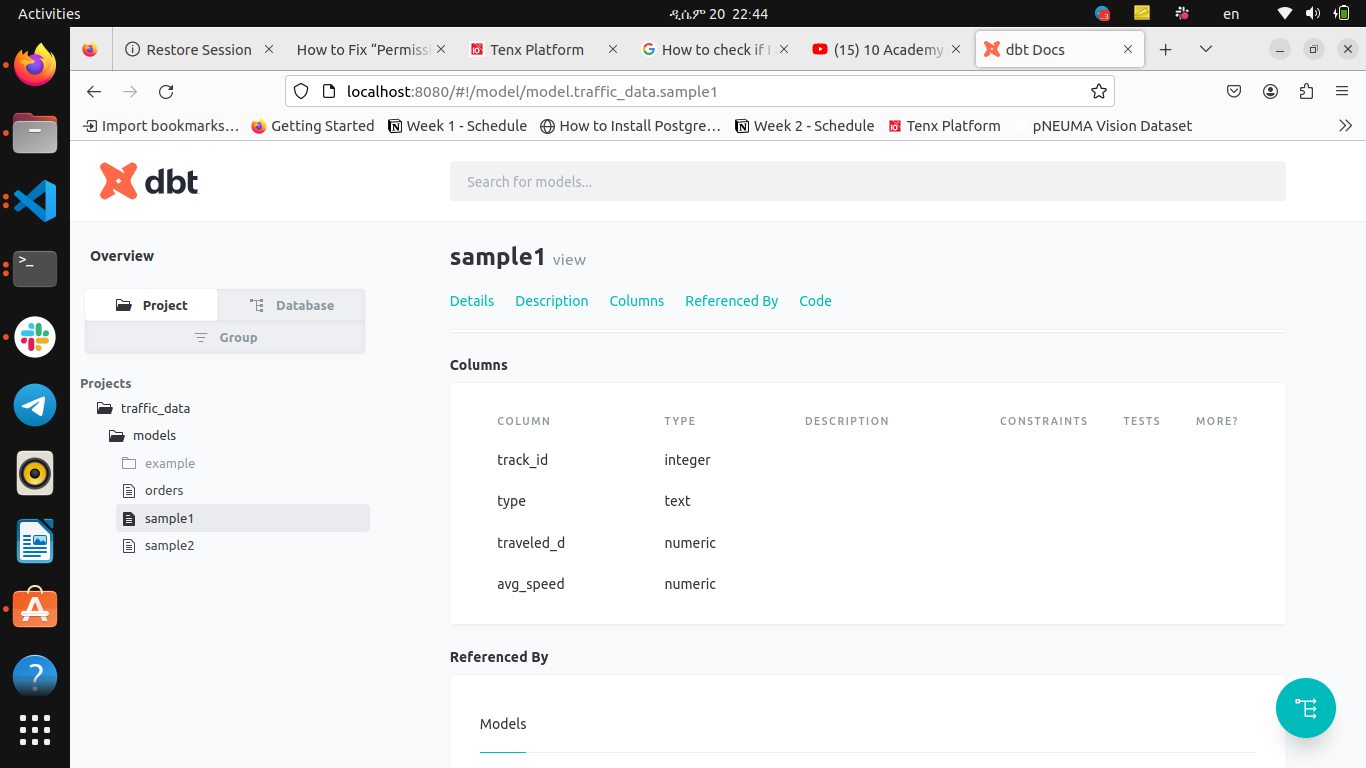 Activities ዲሴም 20 22:44 en
Restore Session How to Fix “Permissi Tenx Platform How to check if (15) 10 Academy dbt Docs
localhost:8080/#!/model/model.traffic_data.sample1
Import bookmarks… Getting Started Week 1 - Schedule How to Install Postgre… Week 2 - Schedule Tenx Platform pNEUMA Vision Dataset
dbt Search for models...
Overview
Project Database
Group
Projects
traffic_data
models
example
orders
sample1
sample2
sample1 view
Details Description Columns Referenced By Code
Columns
COLUMN TYPE DESCRIPTION CONSTRAINTS TESTS MORE?
track_id integer
type text
traveled_d numeric
avg_speed numeric
Referenced By
Models